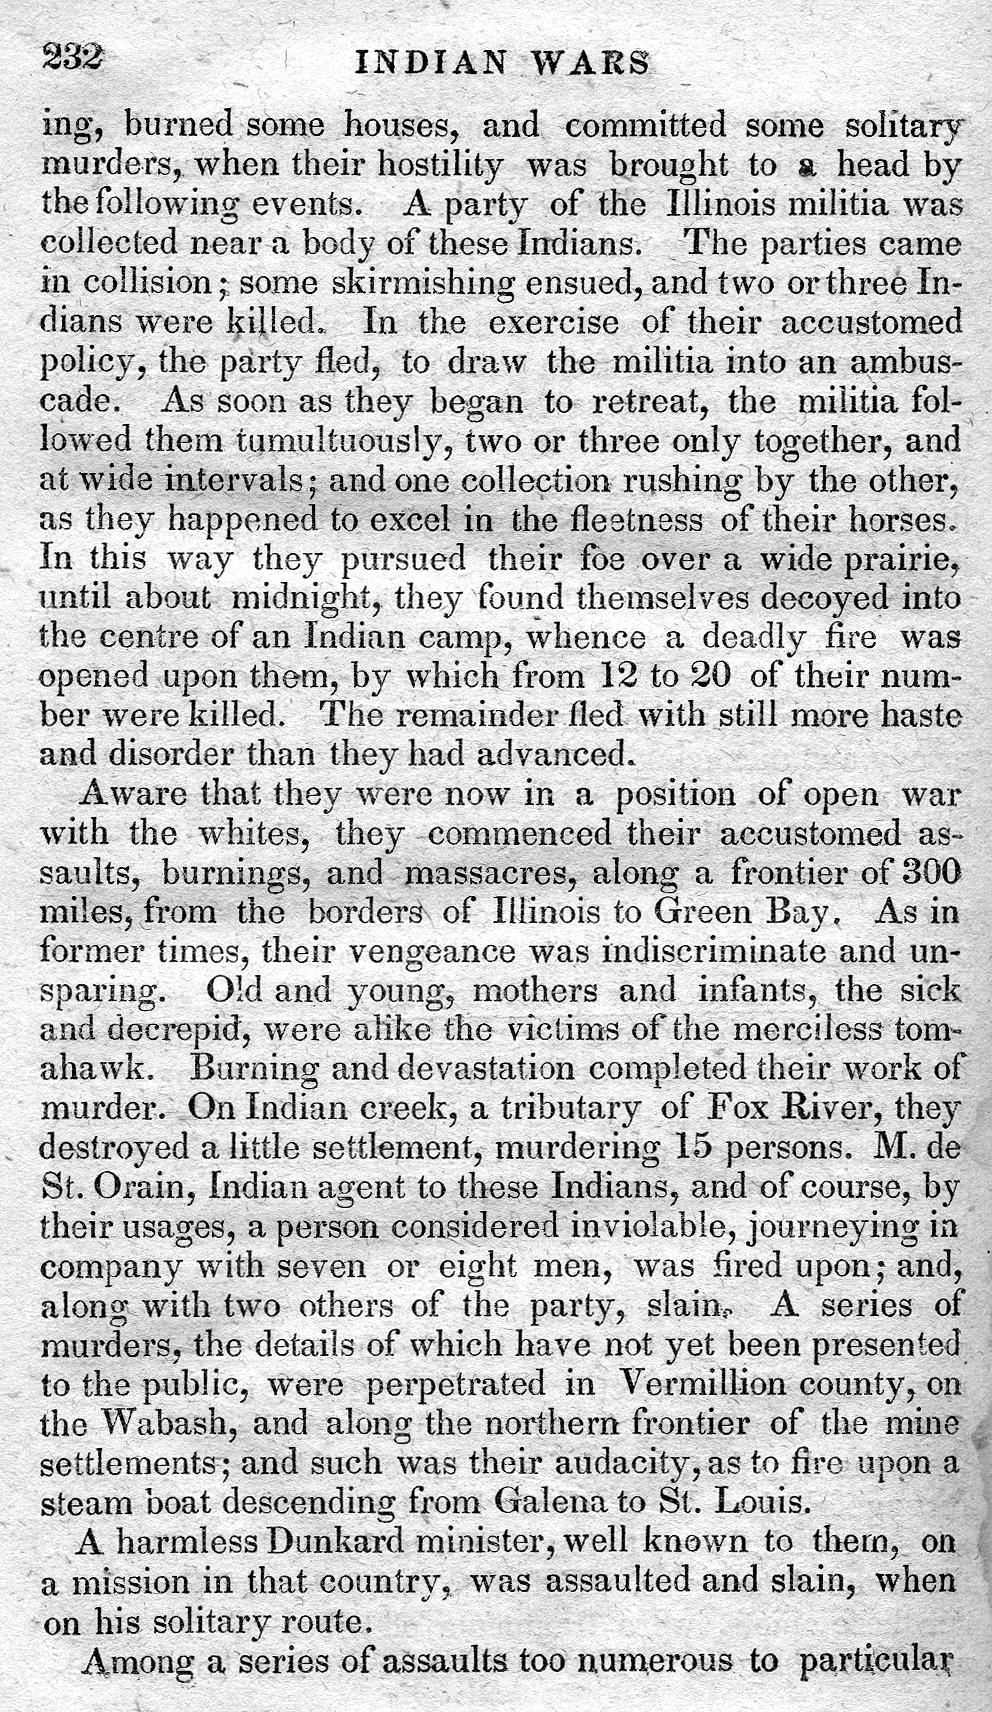 232
INDIAN WARS
ing, burned some houses, and committed some solitary
murders, when their hostility was brought to a head by
the following events. A party of the Illinois militia was
collected near a body of these Indians. The parties came
in collision; some skirmishing ensued, and two or three In-
dians were killed. In the exercise of their accustomed
policy, the party fled, to draw the militia into an ambus-
cade. As soon as they began to retreat, the militia fol-
lowed them tumultuously, two or three only together, and
at wide intervals; and one collection rushing by the other,
as they happened to excel in the fleetness of their horses.
In this way they pursued their foe over a wide prairie,
until about midnight, they found themselves decoyed into
the centre of an Indian camp, whence a deadly fire was
opened upon them, by which from 12 to 20 of their num-
ber were killed. The remainder fled with still more haste
and disorder than they had advanced.
Aware that they were now in a position of open war
with the whites, they commenced their accustomed as-
saults, burnings, and massacres, along a frontier of 300
miles, from the borders of Illinois to Green Bay. As in
former times, their vengeance was indiscriminate and un-
sparing. Old and young, mothers and infants, the sick
and decrepid, were alike the victims of the merciless tom-
ahawk. Burning and devastation completed their work of
murder. On Indian creek, a tributary of Fox River, they
destroyed a little settlement, murdering 15 persons. M. de
St. Orain, Indian agent to these Indians, and of course, by
their usages, a person considered inviolable, journeying in
company with seven or eight men, was fired upon; and,
along with two others of the party, slain. A series of
murders, the details of which have not yet been presented
to the public, were perpetrated in Vermillion county, on
the Wabash, and along the northern frontier of the mine
settlements; and such was their audacity, as to fire upon a
steam boat descending from Galena to St. Louis.
A harmless Dunkard minister, well known to them, on
a mission in that country, was assaulted and slain, when
on his solitary route.
Among a series of assaults too numerous to particular